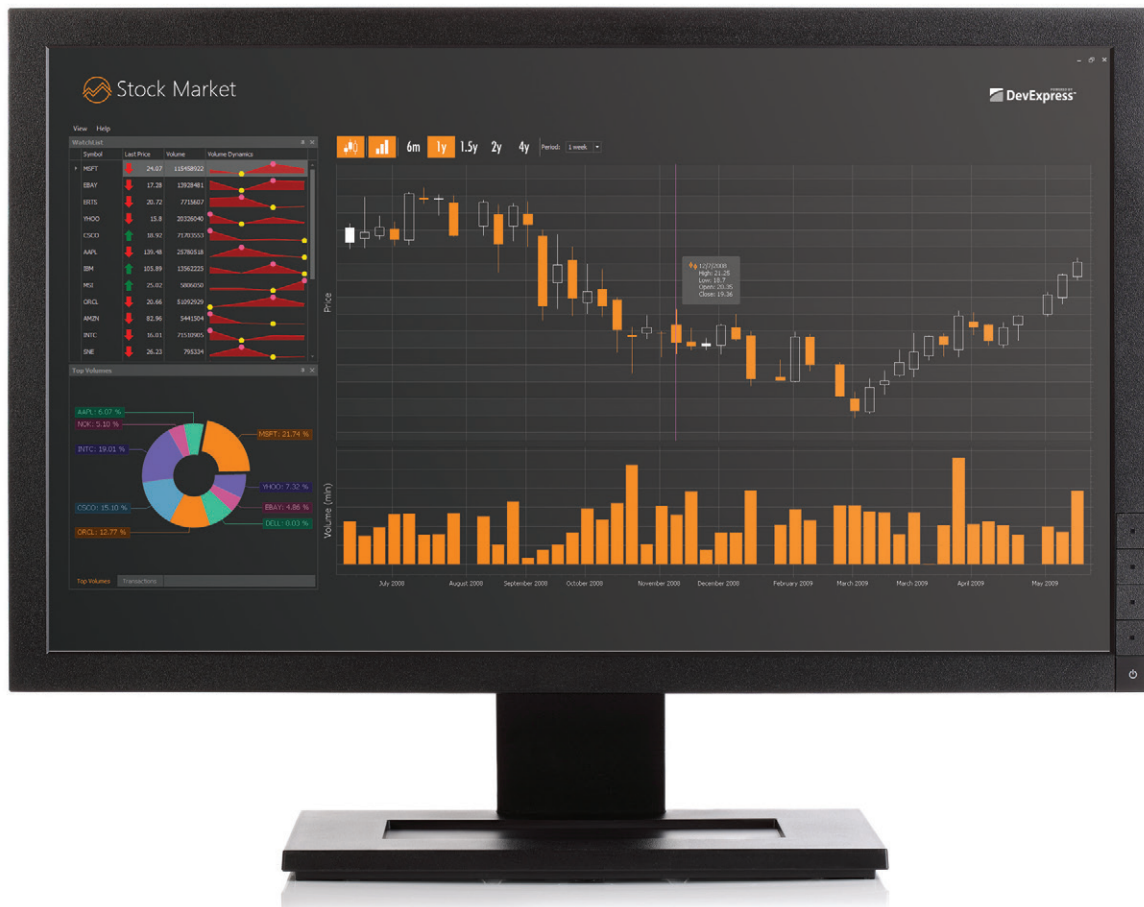 Stock Market
POWERED BY
DevExpress
View Help
WatchList
Symbol Last Price Volume Volume Dynamics
MSFT 24.07 115458922
EBAY 17.28 13928481
ERTS 20.72 7715607
YHOO 15.8 20326040
CSCO 18.92 71703553
AAPL 139.48 25780518
IBM 105.89 13562223
MSI 25.02 5806050
ORCL 20.66 51092929
AMZN 82.96 5441504
INTC 16.01 71510905
SNE 26.23 795334
Top Volumes
AAPL: 6.07 %
NOK: 5.10 %
MSFT: 21.74 %
INTC: 19.01 %
YHOO: 7.32 %
CSCO: 15.10 %
EBAY: 4.86 %
DELL: 8.03 %
ORCL: 12.77 %
Top Volumes Transactions
6m 1y 1.5y 2y 4y Period: 1 week
Price
High: 21.25
Low: 18.7
Open: 20.35
Close: 19.36
Volume (mln)
July 2008 August 2008 September 2008 October 2008 November 2008 December 2008 February 2009 March 2009 March 2009 April 2009 May 2009